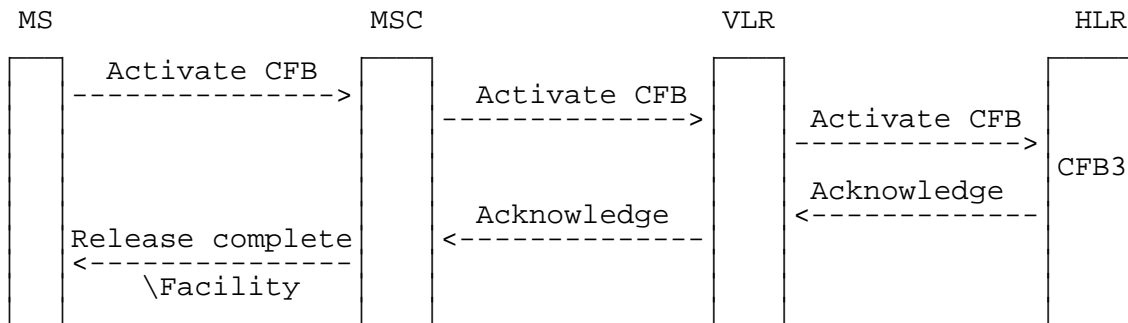 MS MSC VLR HLR
Activate CFB
Activate CFB
Activate CFB
CFB3
Acknowledge
Acknowledge
Release complete
\Facility